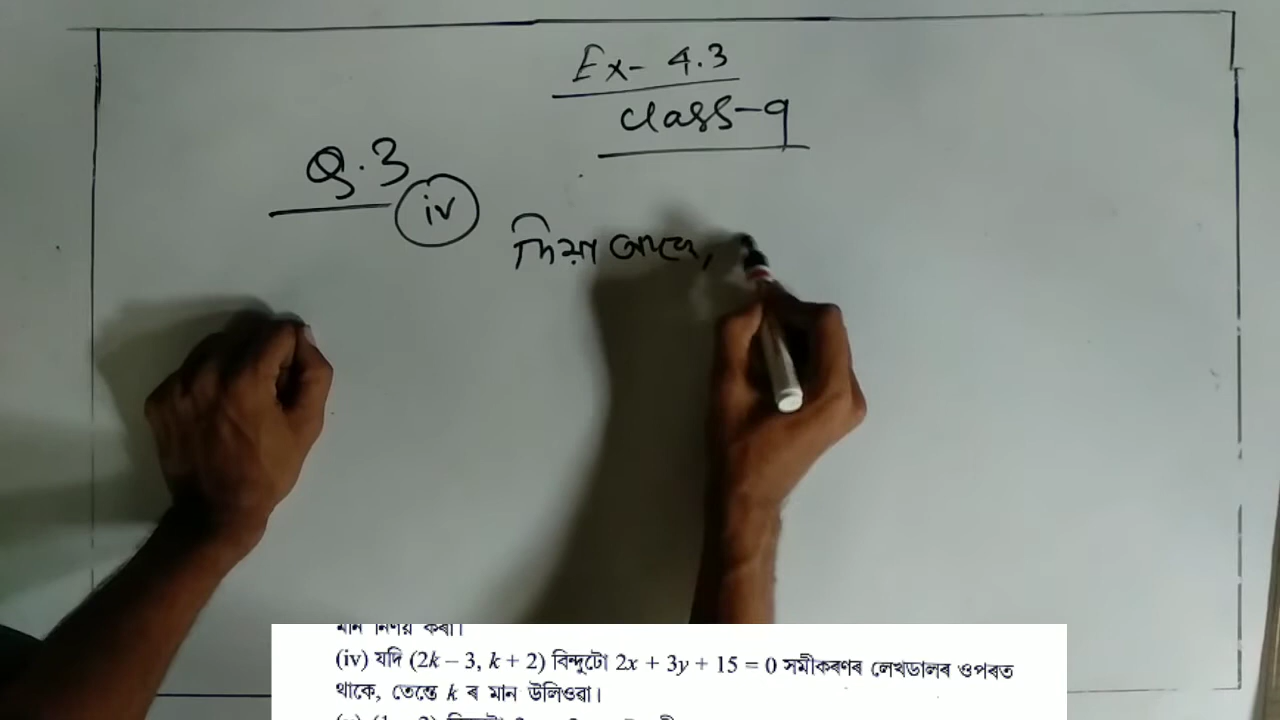 Ex- 4.3
Class-9
Q.3
iv
দিয়া আছে,
মান নিৰ্ণয় কৰা।
(iv) যদি (2k – 3, k + 2) বিন্দুটো 2x + 3y + 15 = 0 সমীকৰণৰ লেখডালৰ ওপৰত
থাকে, তেন্তে k ৰ মান উলিওৱা।